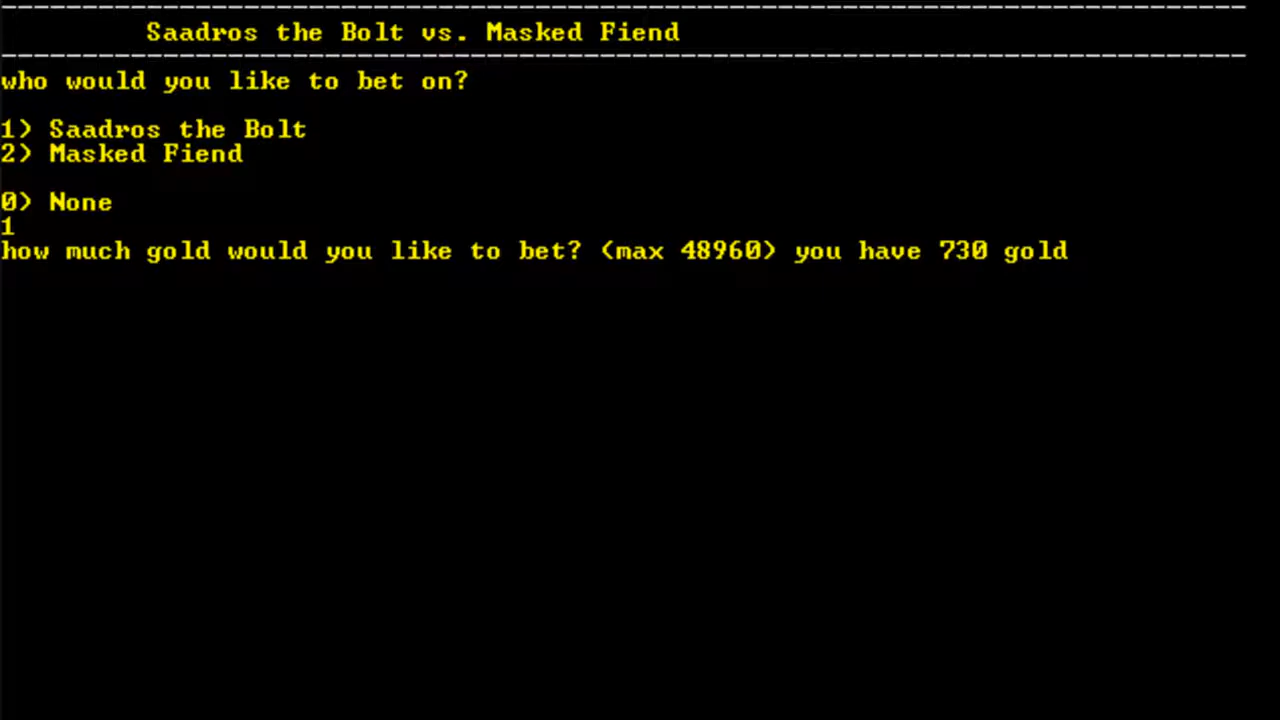 Saadros the Bolt vs. Masked Fiend
who would you like to bet on?
1) Saadros the Bolt
2) Masked Fiend
0) None
1
how much gold would you like to bet? (max 48960) you have 730 gold